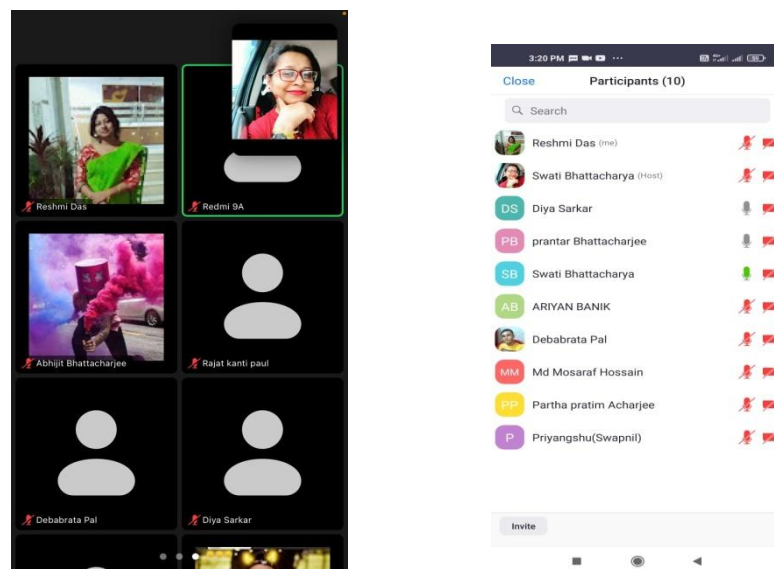 Reshmi Das
Redmi 9A
Abhijit Bhattacharjee
Rajat kanti paul
Debabrata Pal
Diya Sarkar
3:20 PM
Close Participants (10)
Search
Reshmi Das (me)
Swati Bhattacharya (Host)
DS Diya Sarkar
PB prantar Bhattacharjee
SB Swati Bhattacharya
AB ARIYAN BANIK
Debabrata Pal
MM Md Mosaraf Hossain
PP Partha pratim Acharjee
P Priyangshu(Swapnil)
Invite